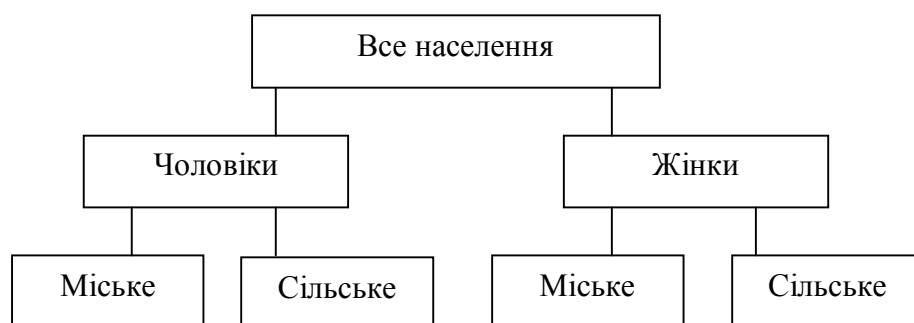 Все населення
Чоловіки
Жінки
Міське
Сільське
Міське
Сільське